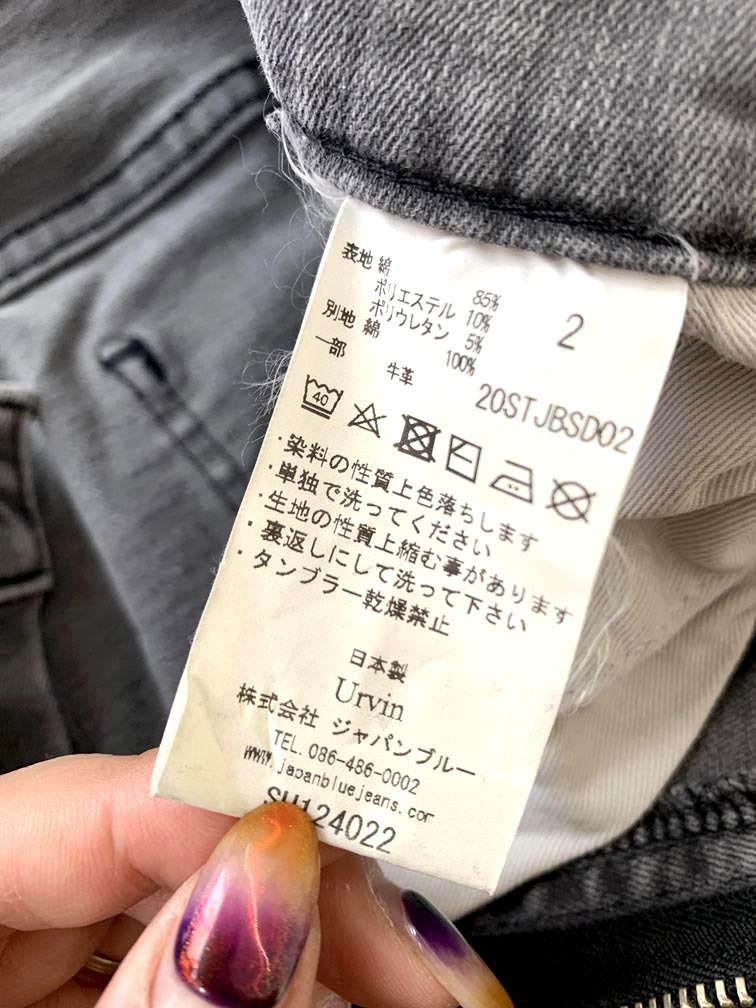 表地 綿 85%
ポリエステル 10%
ポリウレタン 5%
別地 綿 100%
一部 牛革
2
20STJBSD02
40
・染料の性質上色落ちします
・単独で洗ってください
・生地の性質上縮む事があります
・裏返しにして洗って下さい
・タンブラー乾燥禁止
日本製
Urvin
株式会社 ジャパンブルー
TEL. 086-486-0002
www.japanbluejeans.com
SU124022